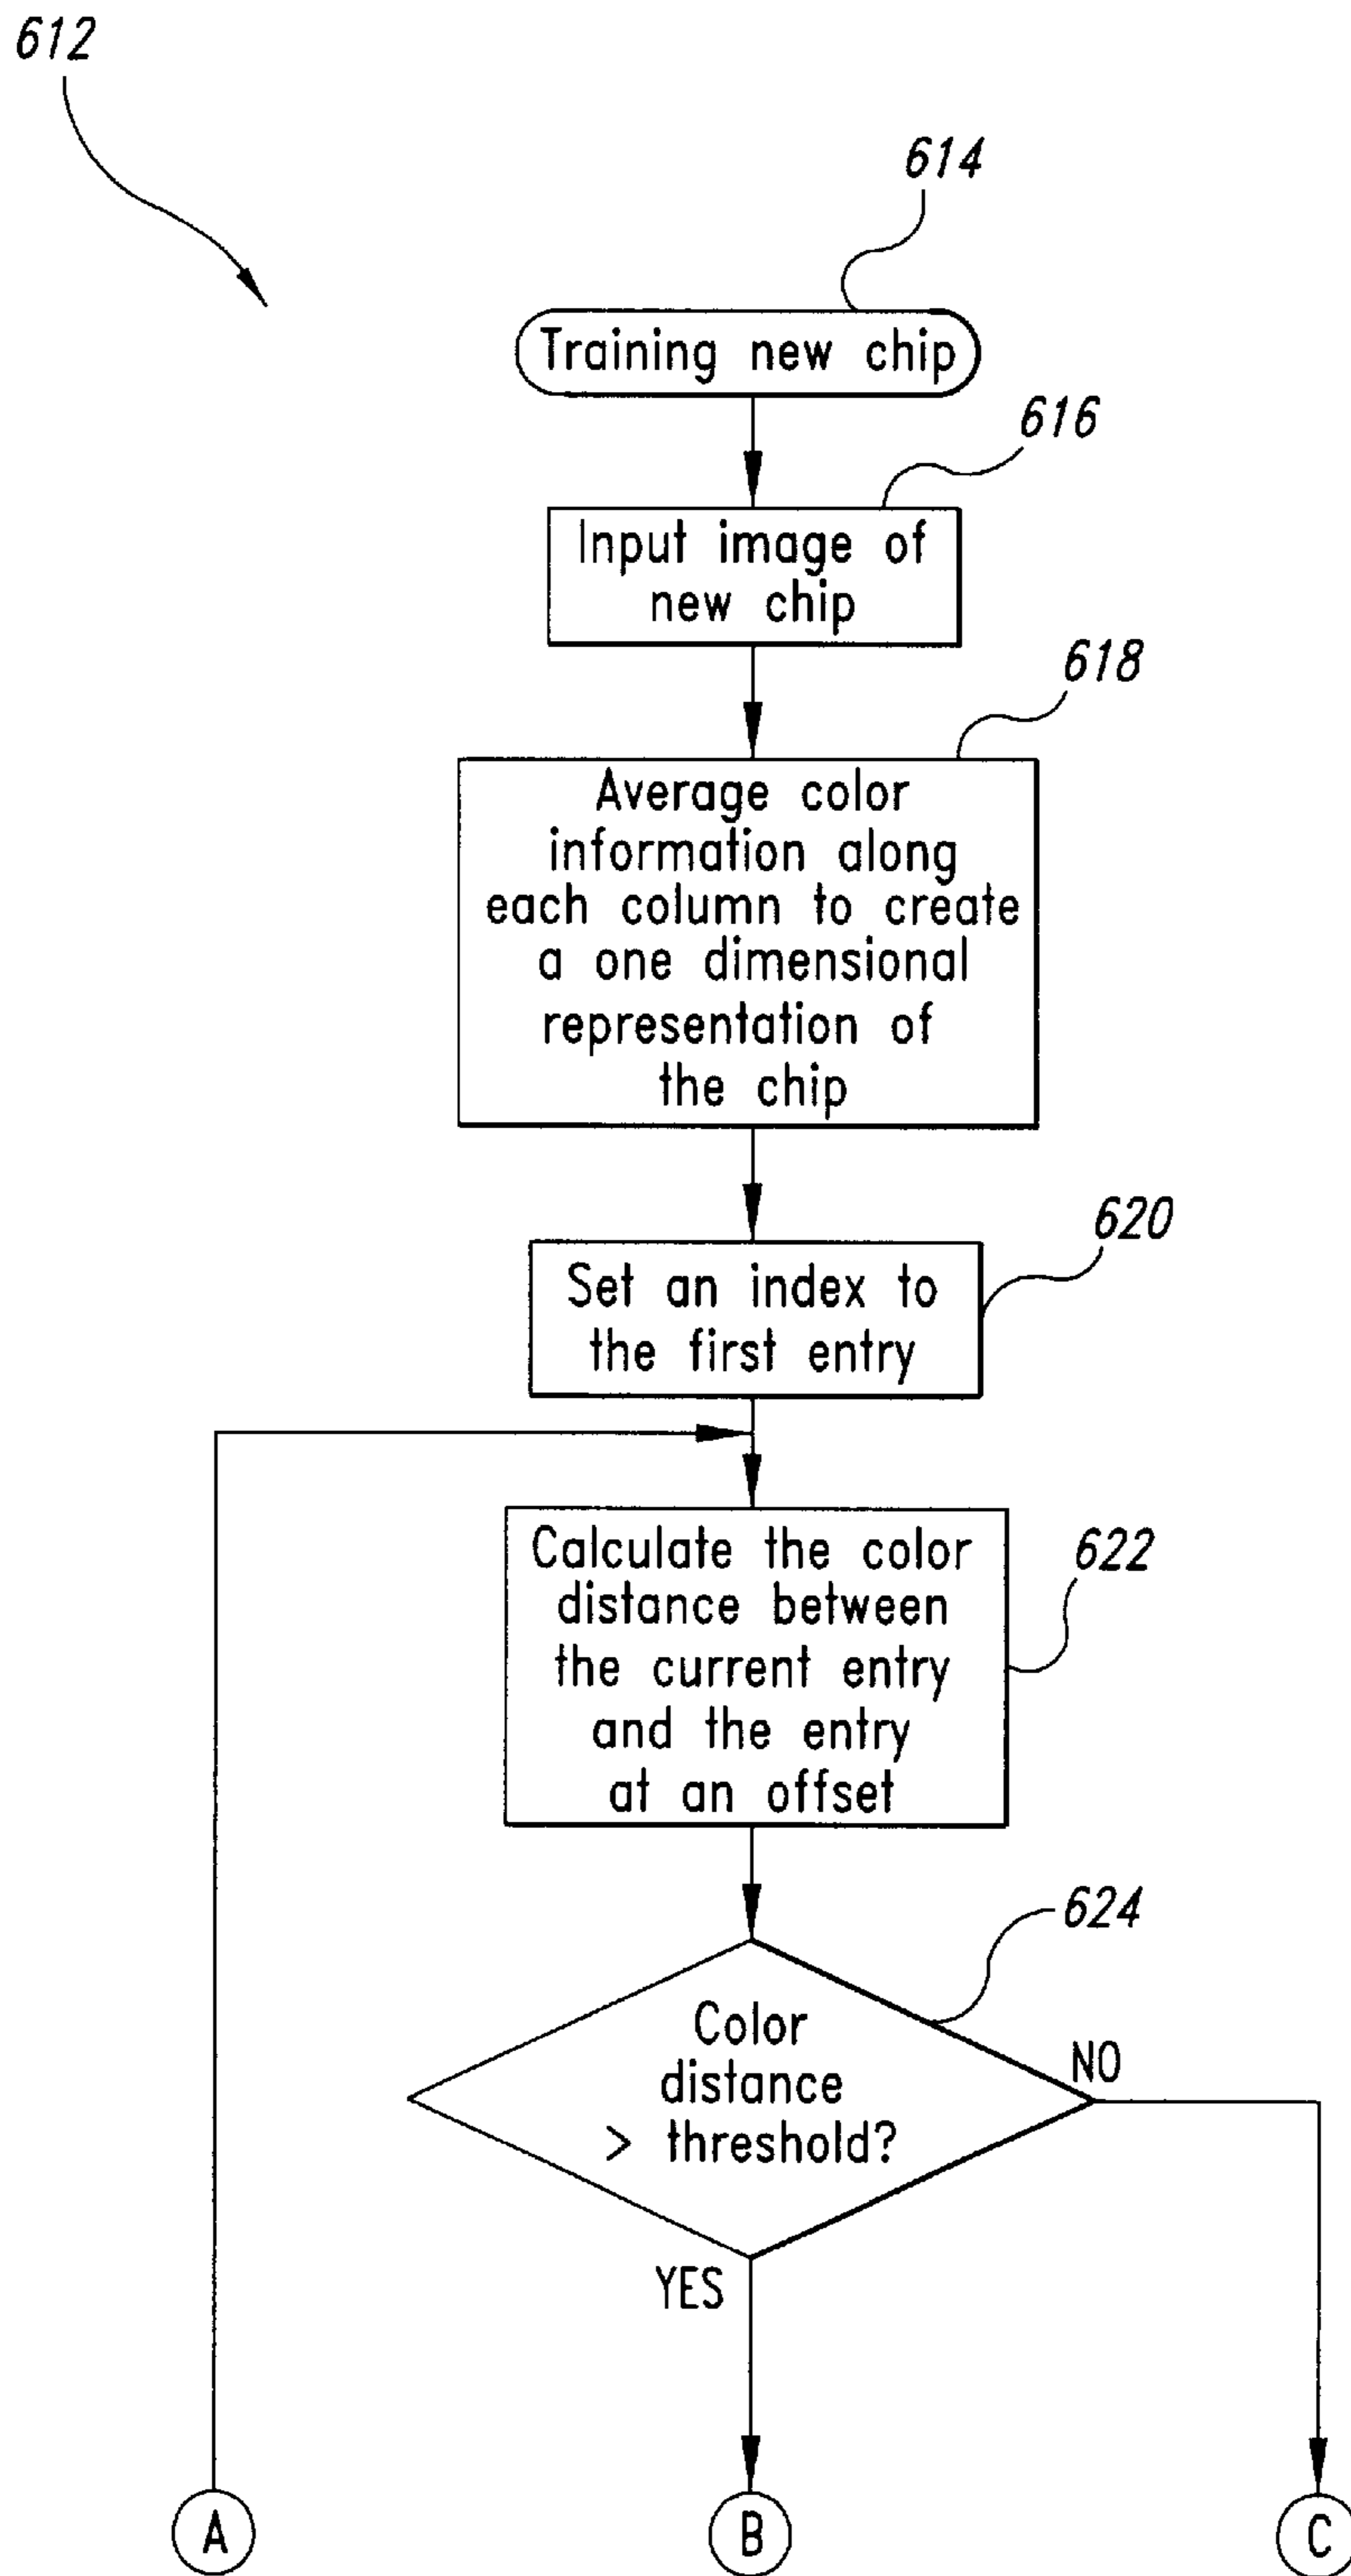 612
614
Training new chip
616
Input image of
new chip
618
Average color
information along
each column to create
a one dimensional
representation of
the chip
620
Set an index to
the first entry
622
Calculate the color
distance between
the current entry
and the entry
at an offset
624
Color
distance
> threshold?
NO
YES
A
B
C